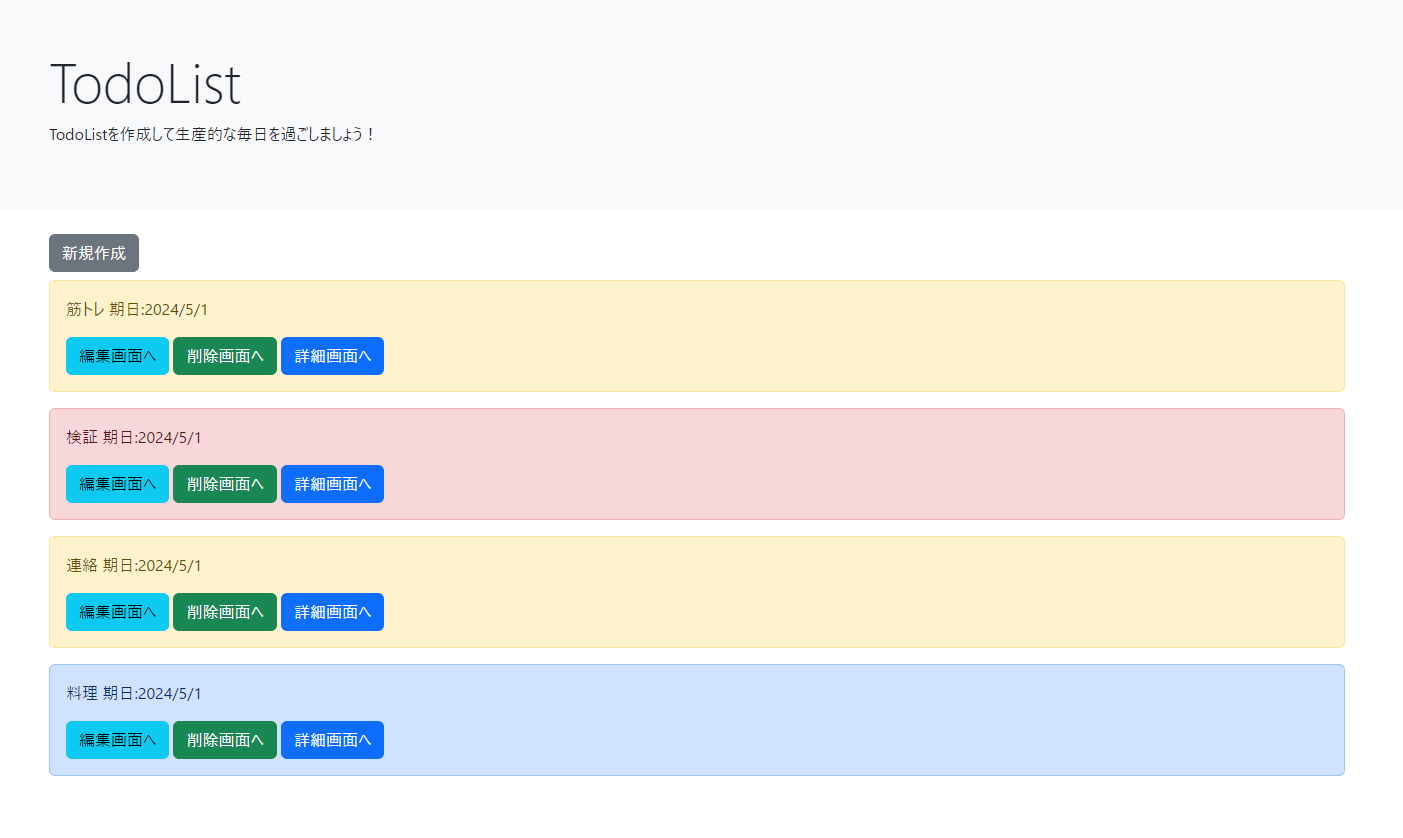 TodoList
TodoListを作成して生産的な毎日を過ごしましょう！
新規作成
筋トレ 期日:2024/5/1
編集画面へ 削除画面へ 詳細画面へ
検証 期日:2024/5/1
編集画面へ 削除画面へ 詳細画面へ
連絡 期日:2024/5/1
編集画面へ 削除画面へ 詳細画面へ
料理 期日:2024/5/1
編集画面へ 削除画面へ 詳細画面へ